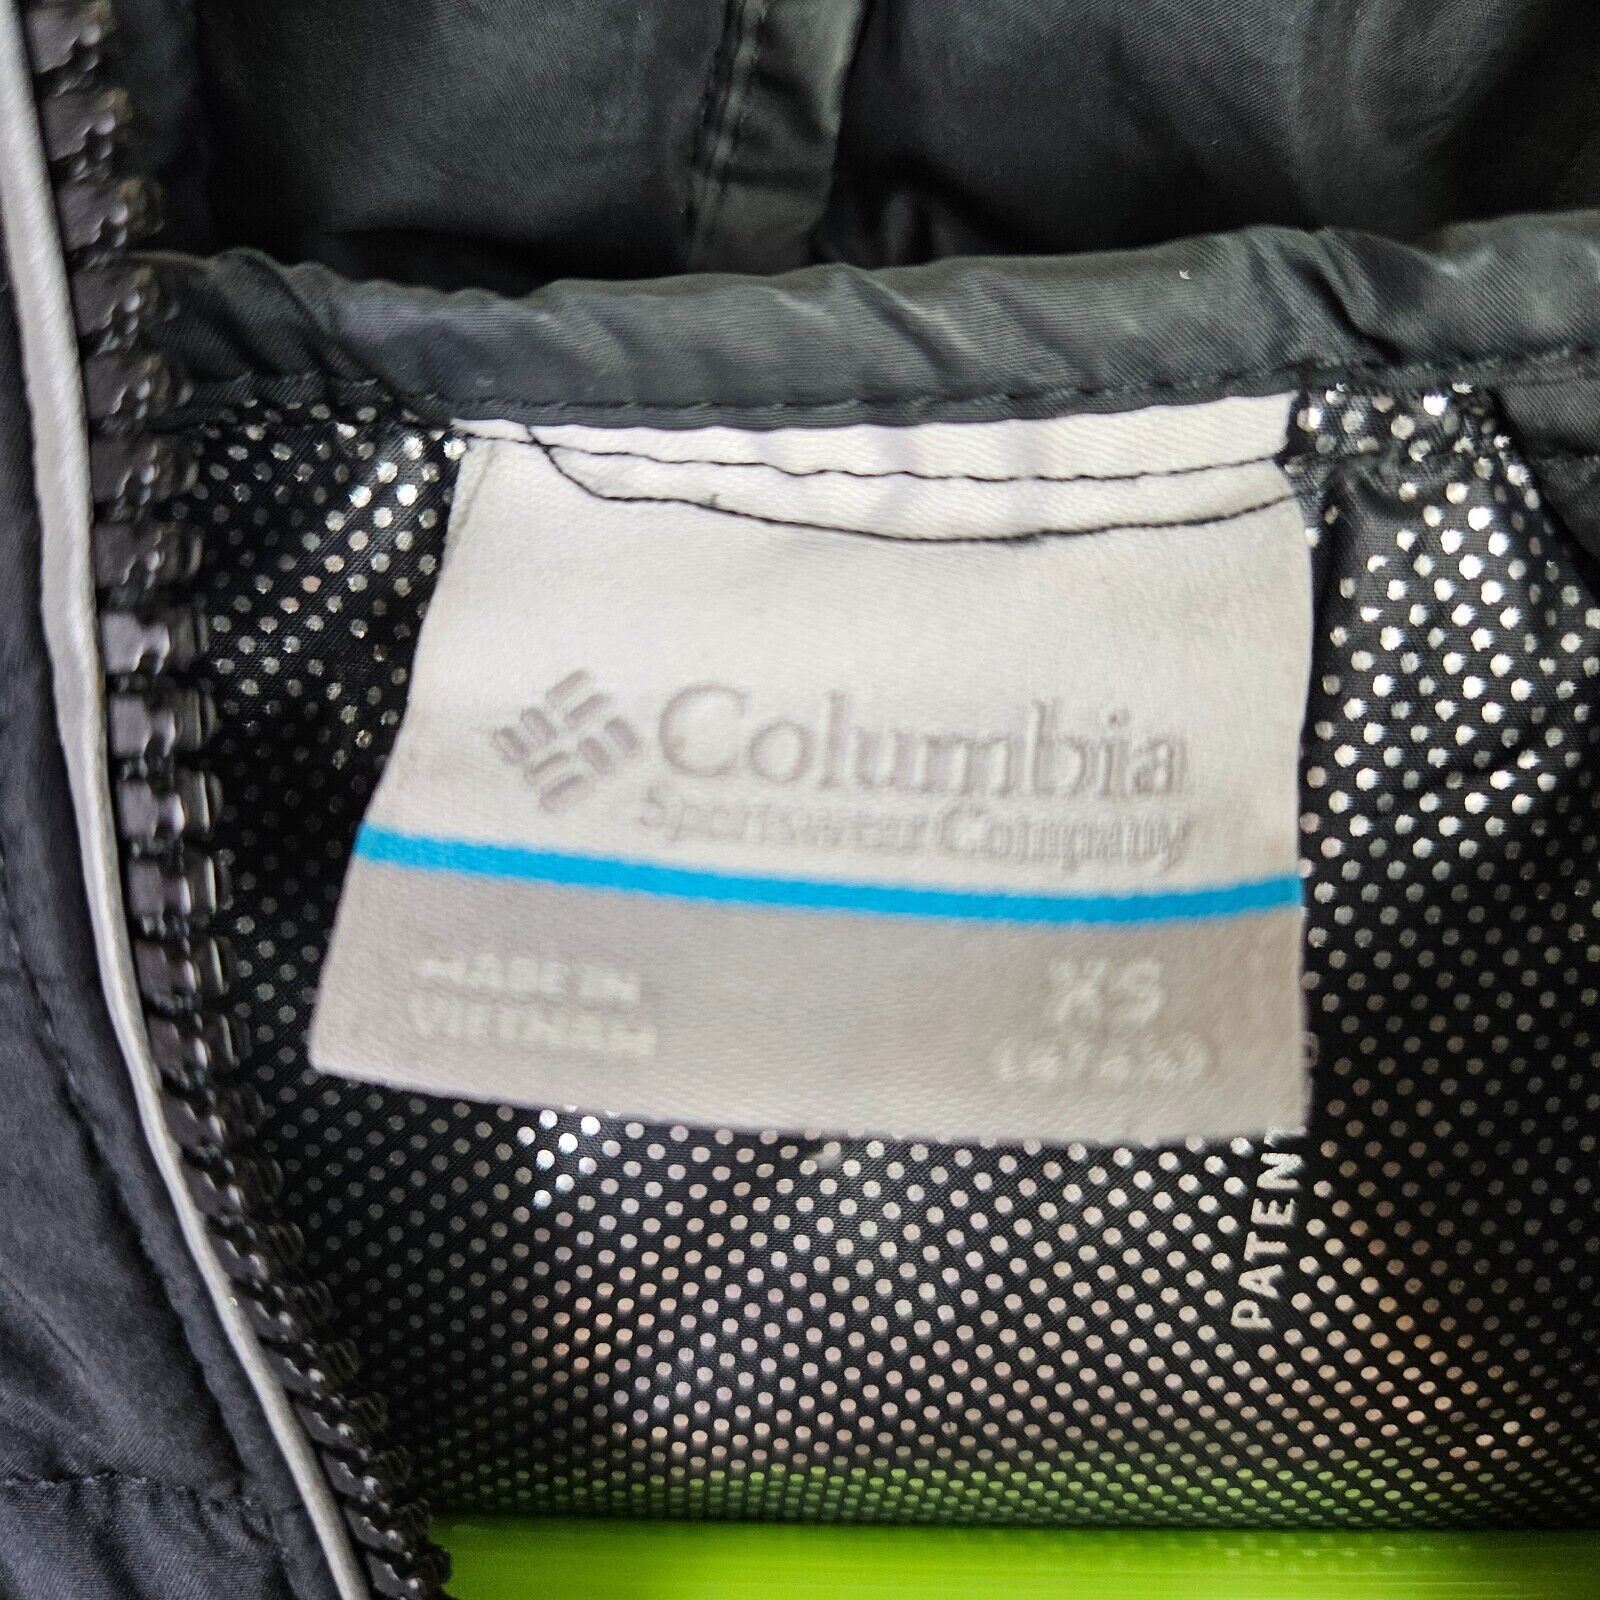 Columbia
Sportswear Company
MADE IN
VIETNAM
XS
PATEN